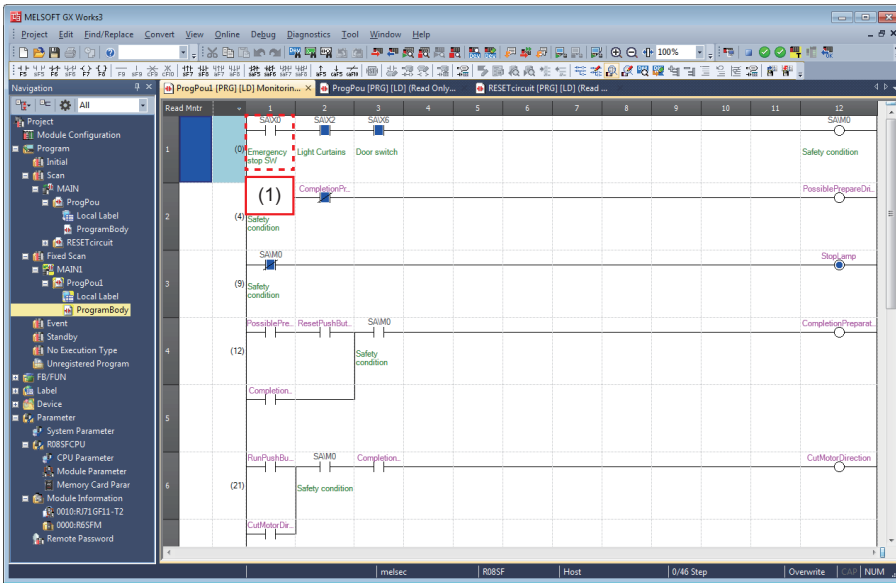 MELSOFT GX Works3
Project Edit Find/Replace Convert View Online Debug Diagnostics Tool Window Help
100%
Navigation
ProgPou1 [PRG] [LD] Monitorin...
ProgPou [PRG] [LD] (Read Only...
RESETcircuit [PRG] [LD] (Read ...
All
Project
Module Configuration
Program
Initial
Scan
MAIN
ProgPou
Local Label
ProgramBody
RESETcircuit
Fixed Scan
MAIN1
ProgPou1
Local Label
ProgramBody
Event
Standby
No Execution Type
Unregistered Program
FB/FUN
Label
Device
Parameter
System Parameter
R08SFCPU
CPU Parameter
Module Parameter
Memory Card Parar
Module Information
0010:RJ71GF11-T2
0000:R6SFM
Remote Password
Read Mntr 1 2 3 4 5 6 7 8 9 10 11 12
SA\X0 SA\X2 SA\X6 SA\M0
1 (0) Emergency stop SW Light Curtains Door switch Safety condition
(1)
CompletionPr... PossiblePrepareDri...
2 (4) Safety condition
SA\M0 StopLamp
3 (9) Safety condition
PossiblePre... ResetPushBut... SA\M0 CompletionPreparat...
4 (12) Safety condition
Completion...
5
RunPushBu... SA\M0 Completion... CutMotorDirection
6 (21) Safety condition
CutMotorDir...
melsec R08SF Host 0/46 Step Overwrite CAP NUM